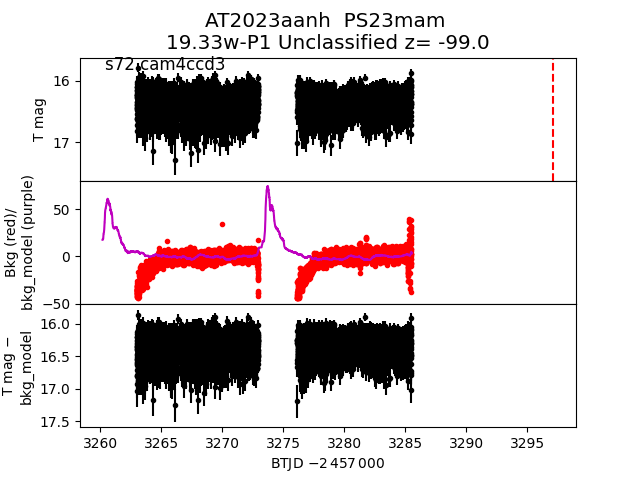 AT2023aanh  PS23mam
19.33w-P1 Unclassified z= -99.0
s72 cam4ccd3
16
17
T mag
50
0
−50
Bkg (red)/
bkg_model (purple)
16.0
16.5
17.0
17.5
T mag −
bkg_model
3260 3265 3270 3275 3280 3285 3290 3295
BTJD −2 457 000